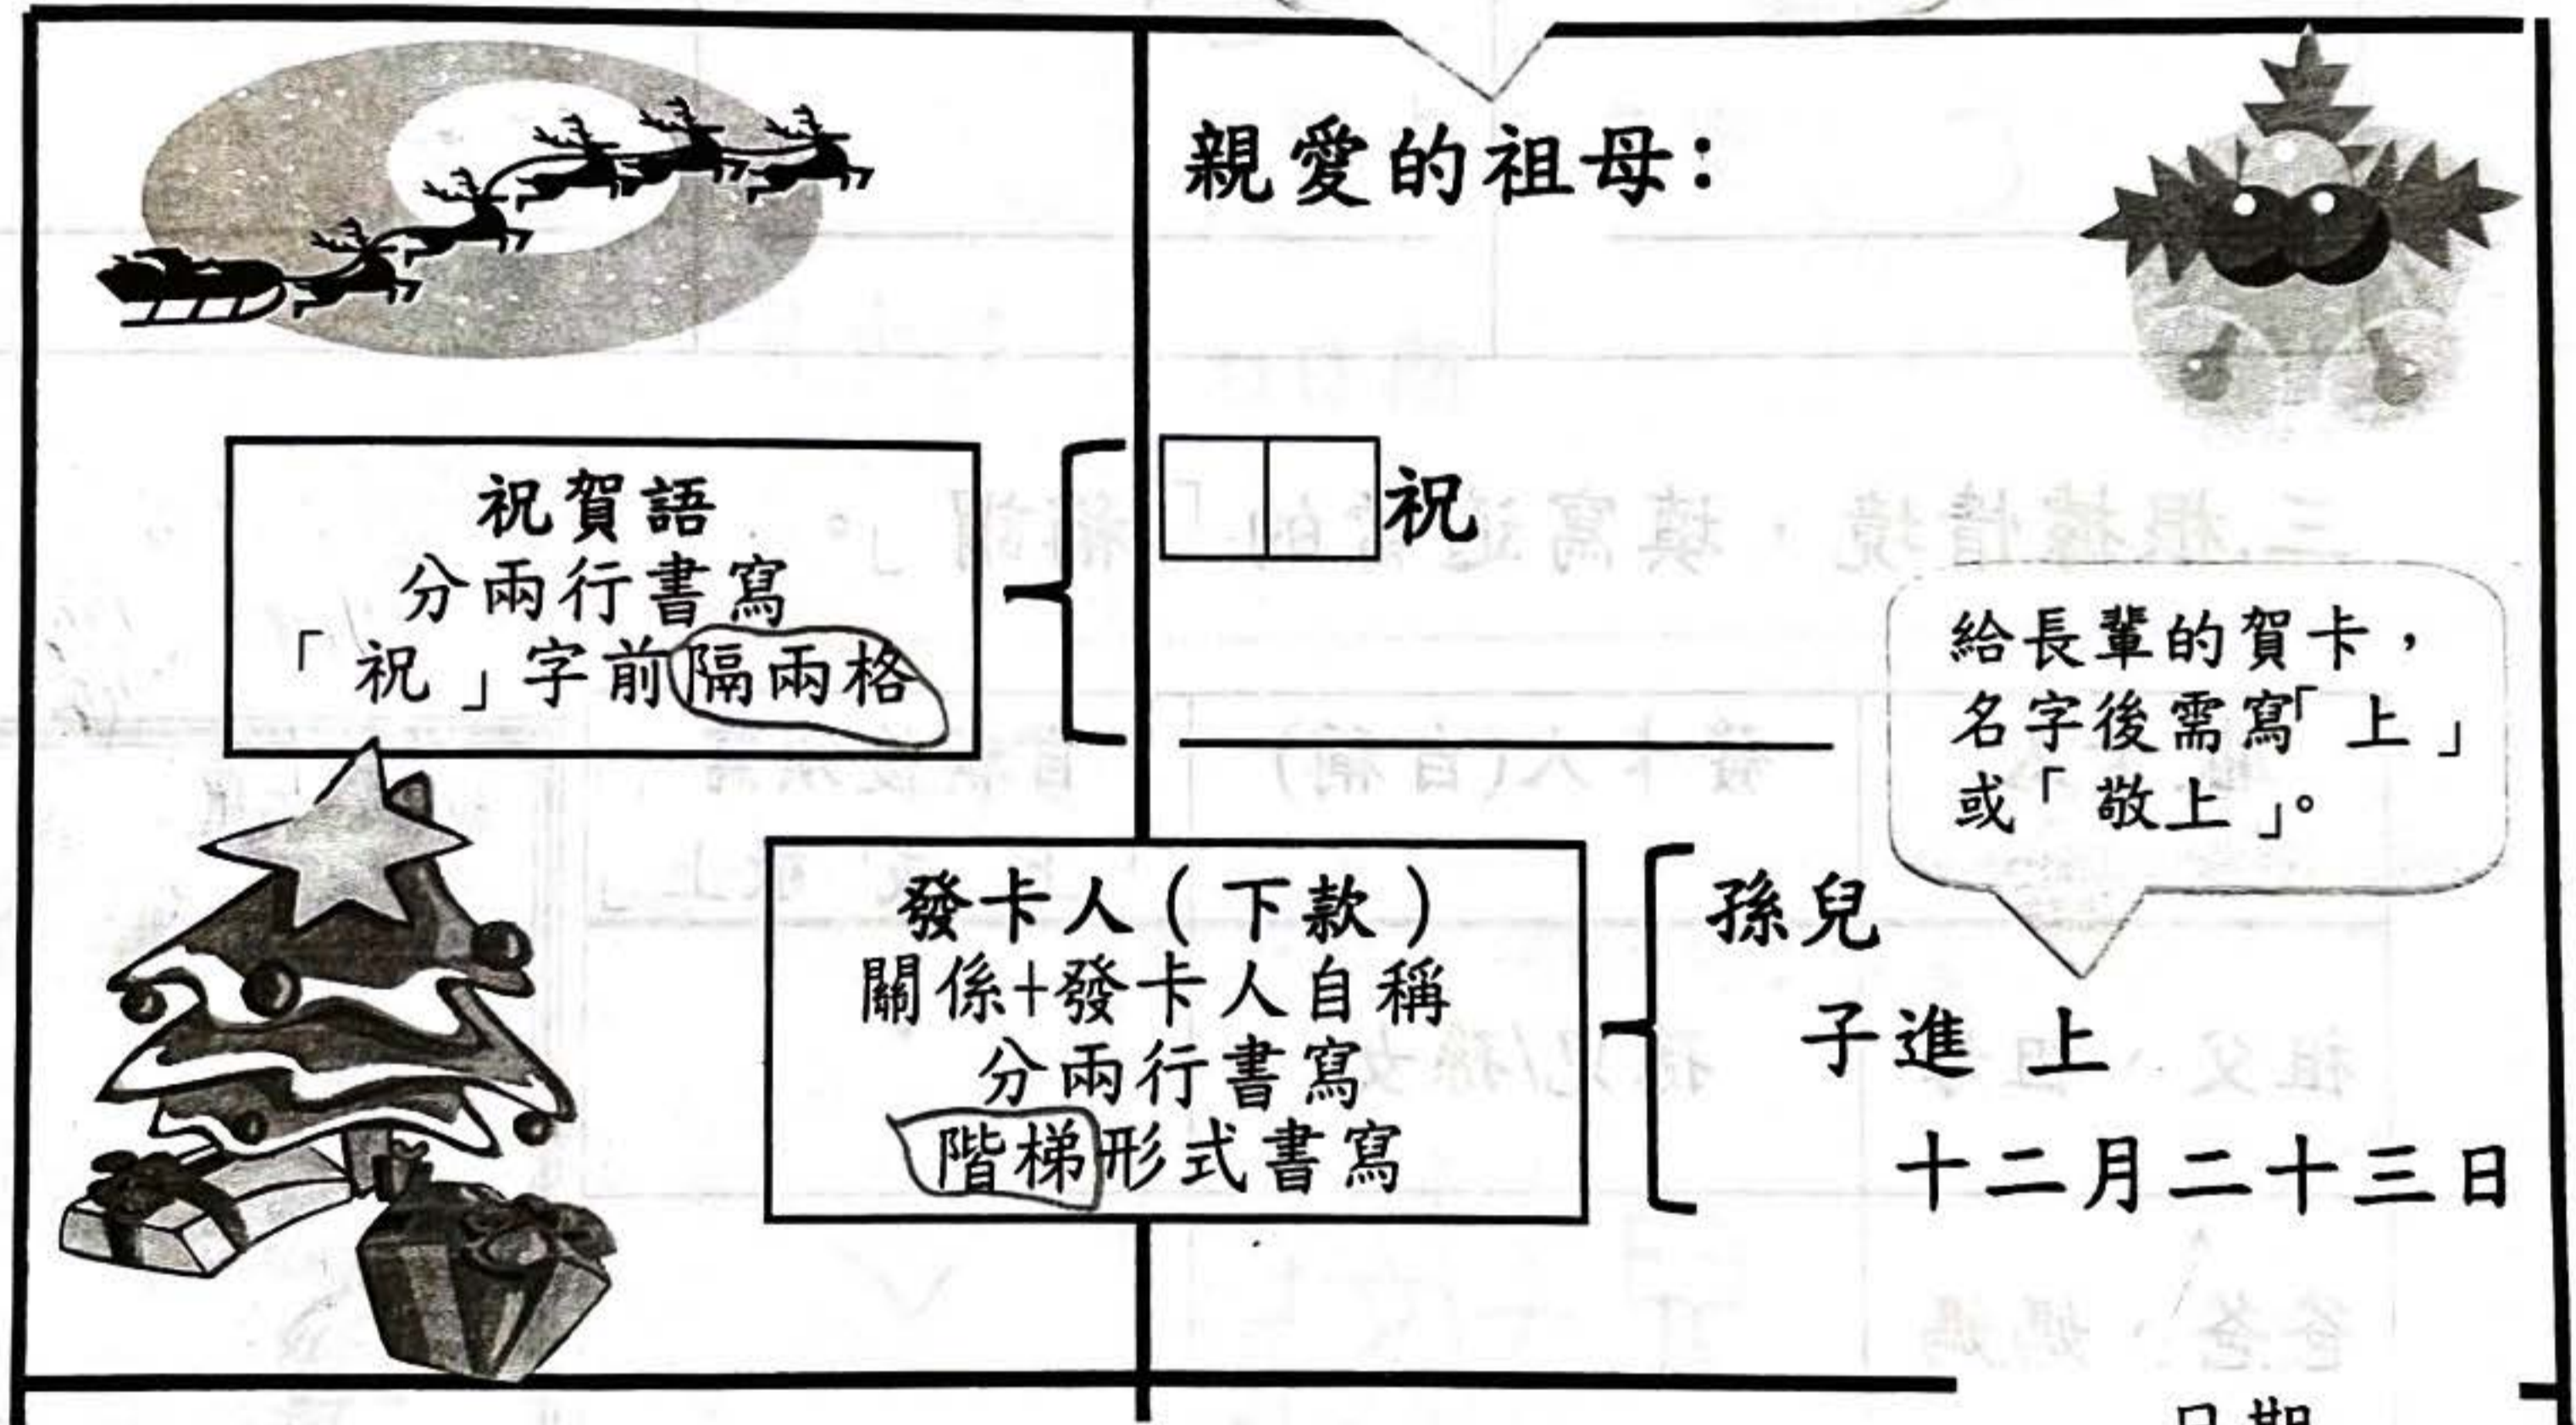 親愛的祖母：
祝賀語
分兩行書寫
「祝」字前隔兩格
祝
給長輩的賀卡，
名字後需寫「上」
或「敬上」。
發卡人（下款）
關係+發卡人自稱
分兩行書寫
階梯形式書寫
孫兒
子進 上
十二月二十三日
日期